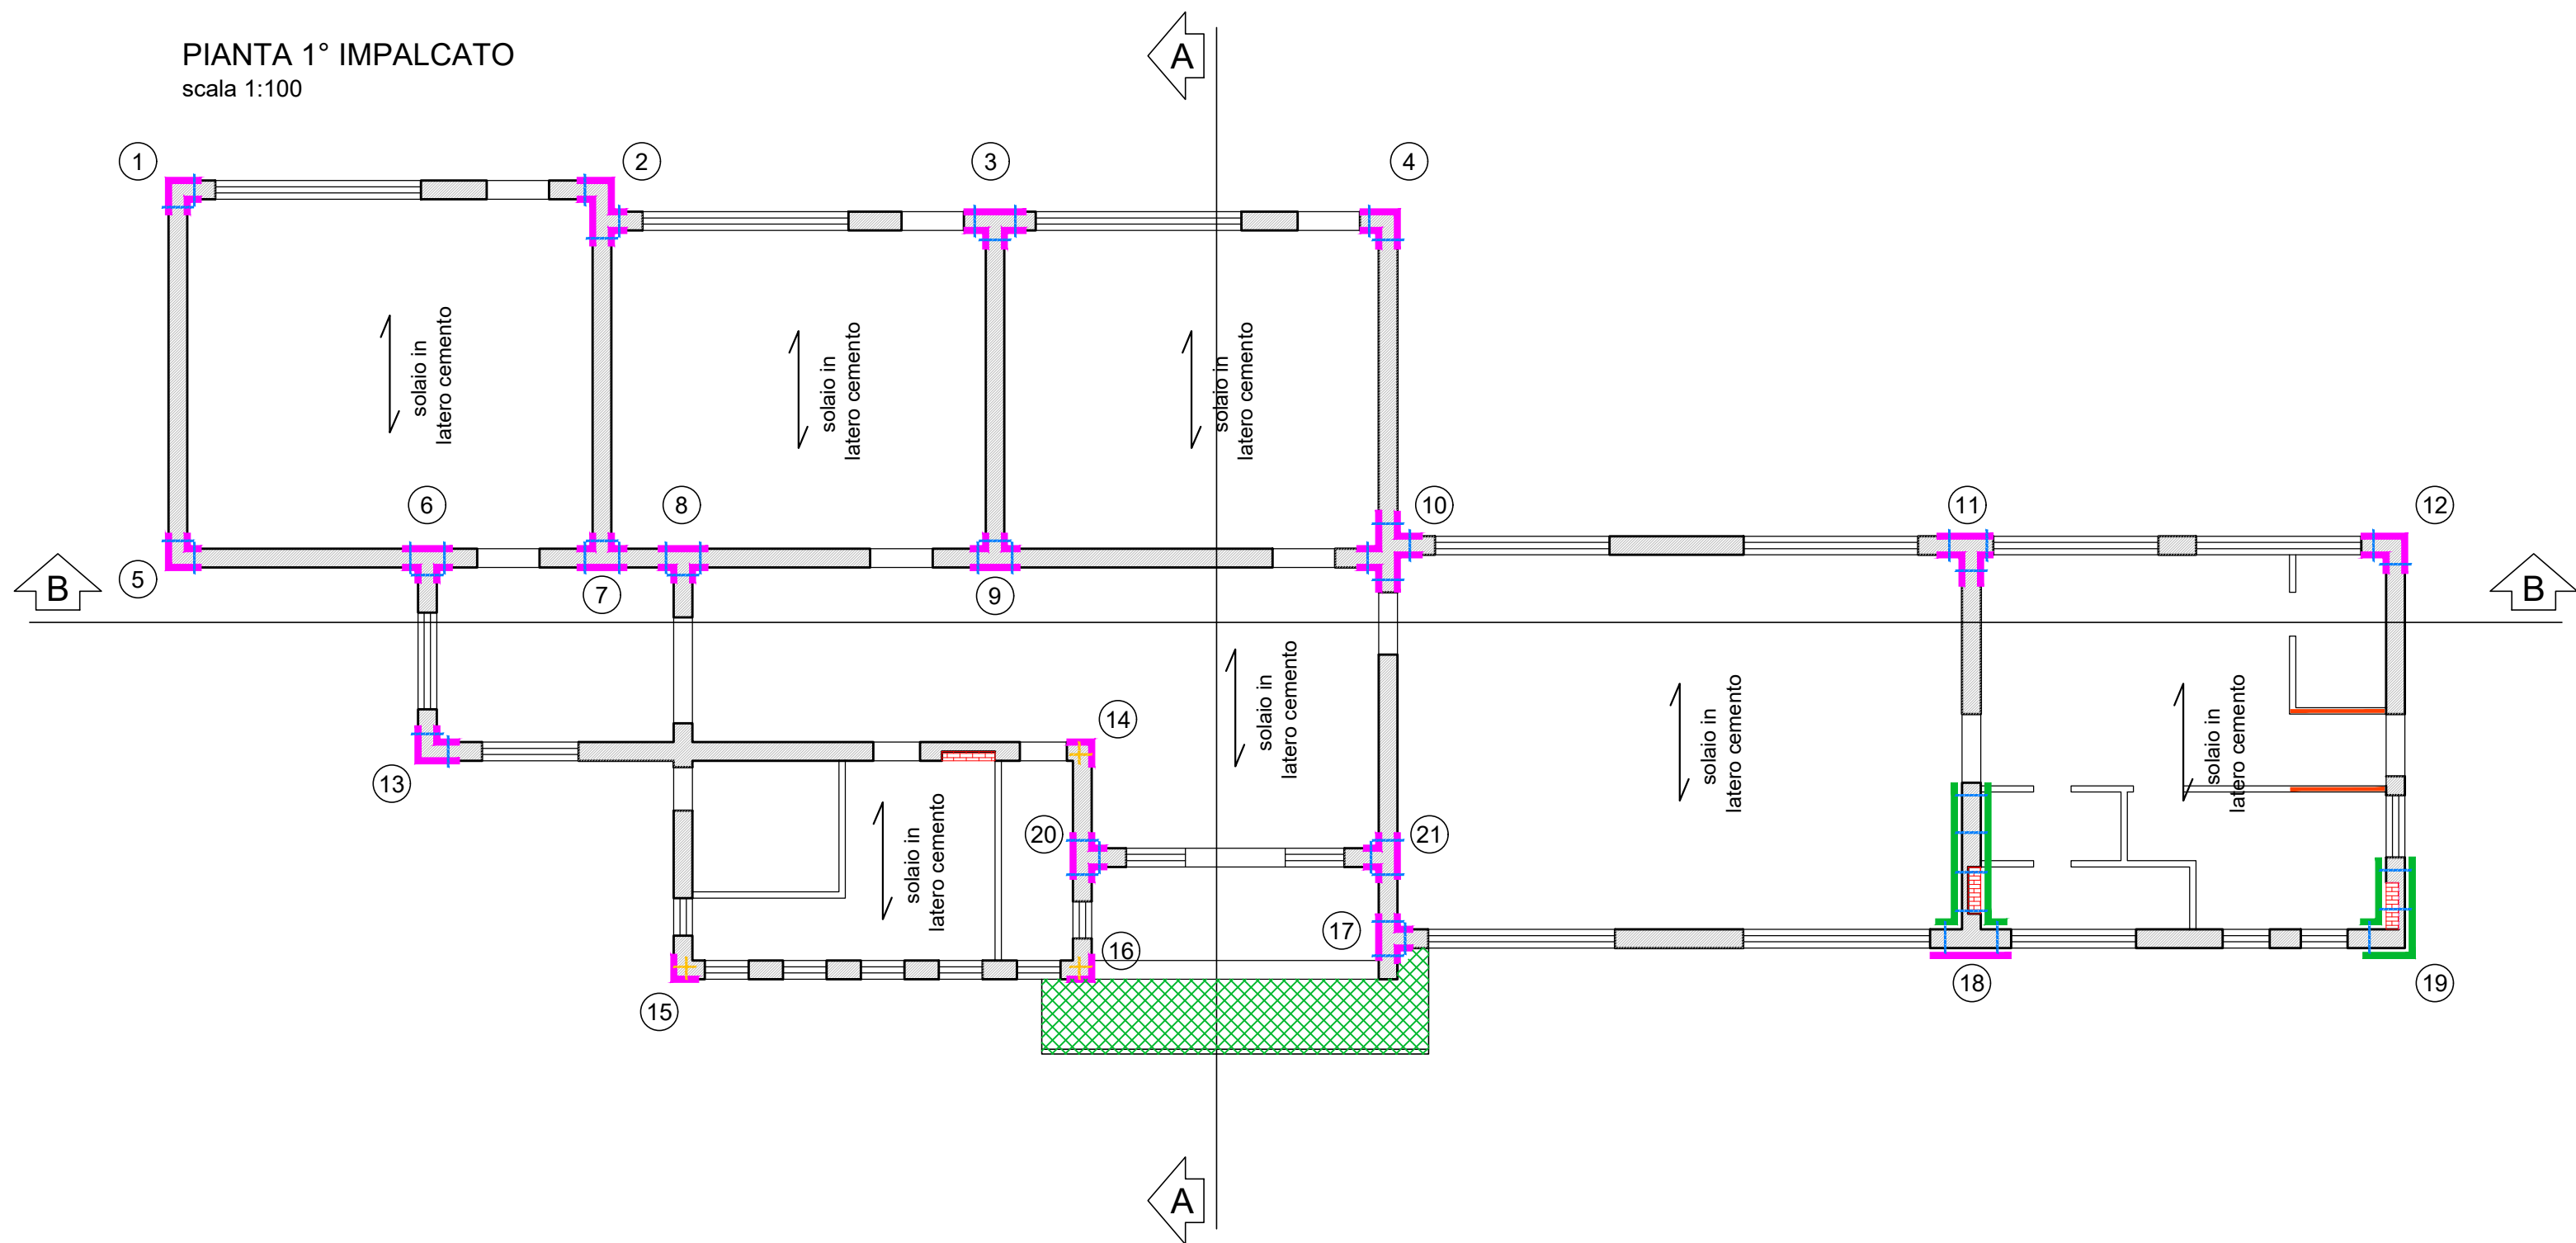 PIANTA 1° IMPALCATO
scala 1:100
A
1
2
3
4
solaio in
latero cemento
solaio in
latero cemento
solaio in
latero cemento
6
8
10
11
12
5
7
9
B
B
solaio in
latero cemento
solaio in
latero cemento
solaio in
latero cemento
14
13
20
21
solaio in
latero cemento
17
16
18
19
15
A